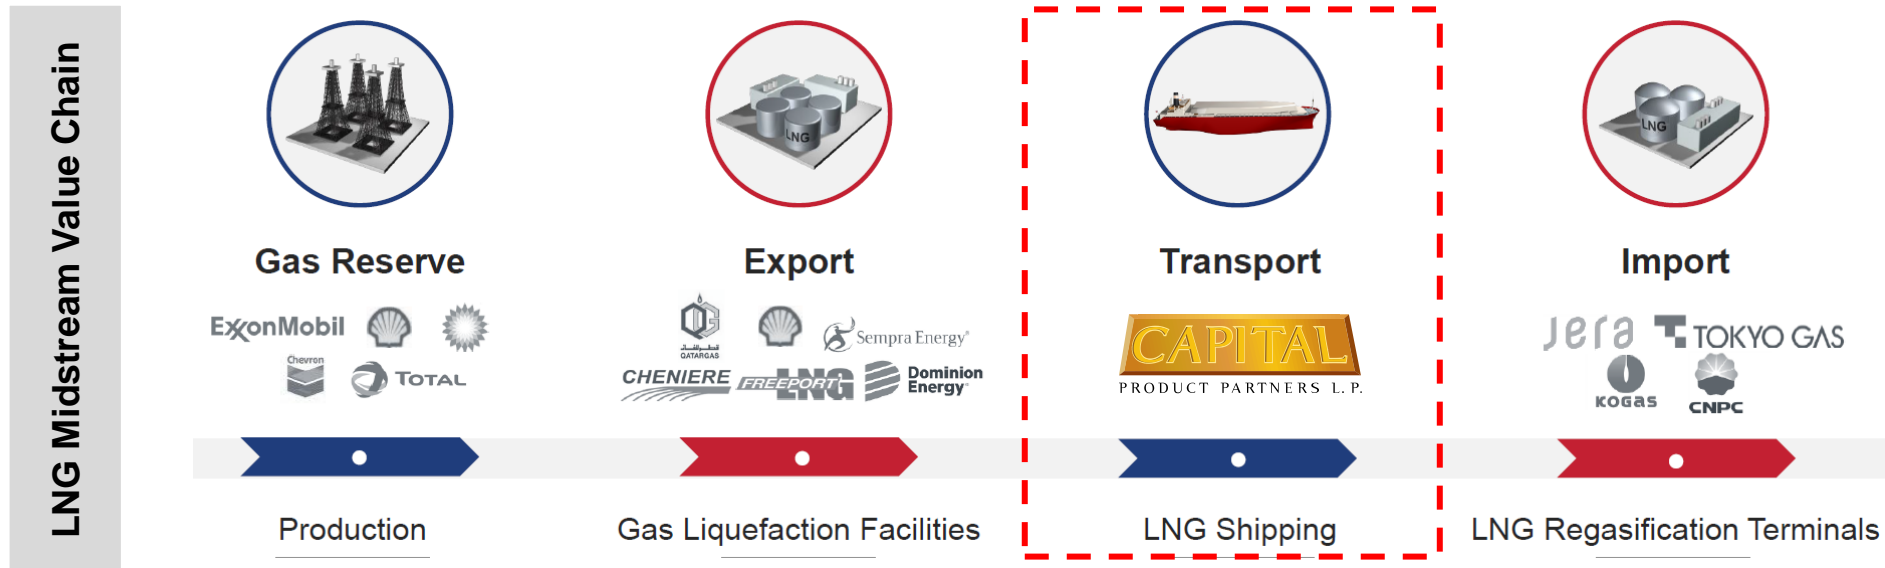 LNG Midstream Value Chain
LNG
LNG
Gas Reserve
Export
Transport
Import
ExxonMobil
Chevron
TOTAL
قطر للغاز
QATARGAS
Sempra Energy®
CHENIERE
FREEPORT LNG
Dominion
Energy®
CAPITAL
PRODUCT PARTNERS L.P.
Jera
TOKYO GAS
KOGAS
CNPC
Production
Gas Liquefaction Facilities
LNG Shipping
LNG Regasification Terminals